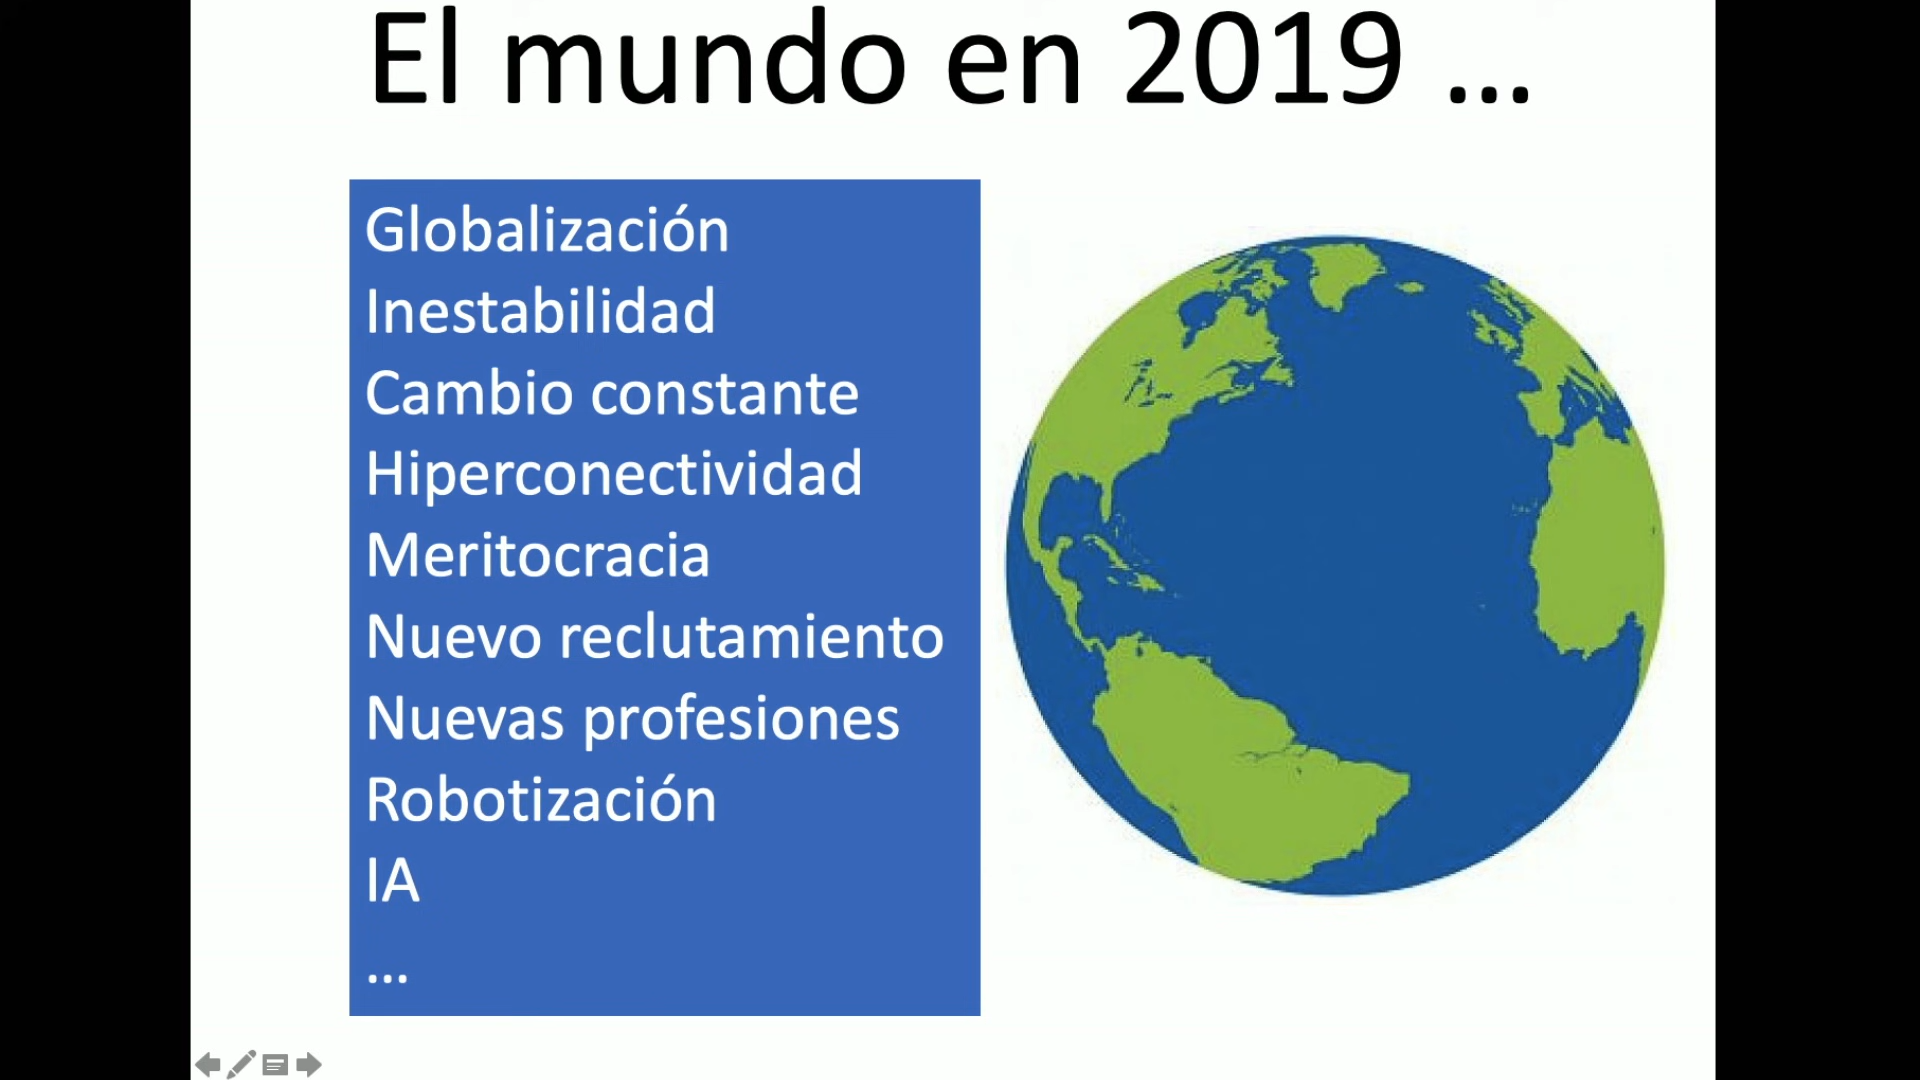 El mundo en 2019 ...
Globalización
Inestabilidad
Cambio constante
Hiperconectividad
Meritocracia
Nuevo reclutamiento
Nuevas profesiones
Robotización
IA
...